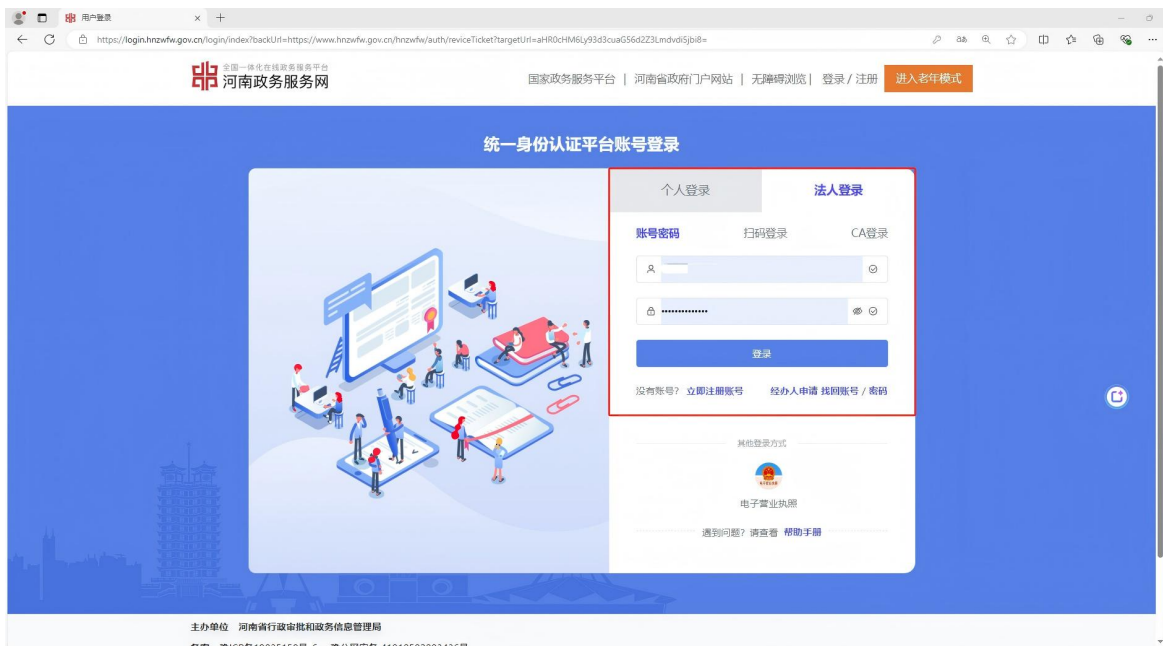 用户登录
https://login.hnzwfw.gov.cn/login/index?backUrl=https://www.hnzwfw.gov.cn/hnzwfw/auth/reviceTicket?targetUrl=aHR0cHM6Ly93d3cuaG56d2Z3Lmdvdi5jbi8=
全国一体化在线政务服务平台
河南政务服务网
国家政务服务平台 | 河南省政府门户网站 | 无障碍浏览 | 登录 / 注册 进入老年模式
统一身份认证平台账号登录
个人登录 法人登录
账号密码 扫码登录 CA登录
登录
没有账号? 立即注册账号 经办人申请 找回账号 / 密码
其他登录方式
电子营业执照
遇到问题? 请查看 帮助手册
主办单位 河南省行政审批和政务信息管理局